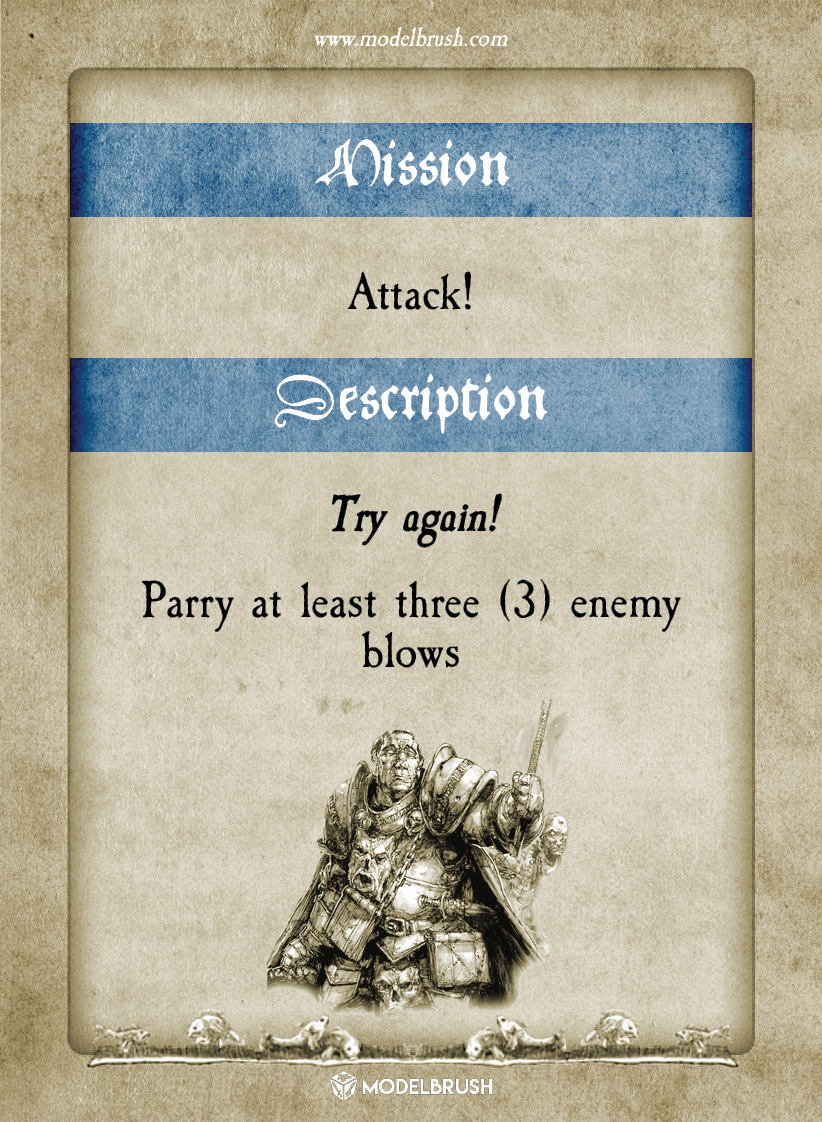 www.modelbrush.com
Mission
Attack!
Description
Try again!
Parry at least three (3) enemy
blows
MODELBRUSH